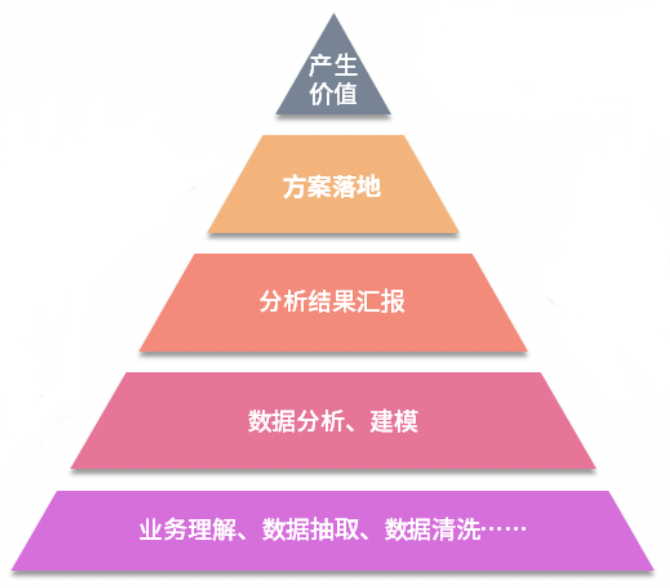 产生
价值
方案落地
分析结果汇报
数据分析、建模
业务理解、数据抽取、数据清洗……